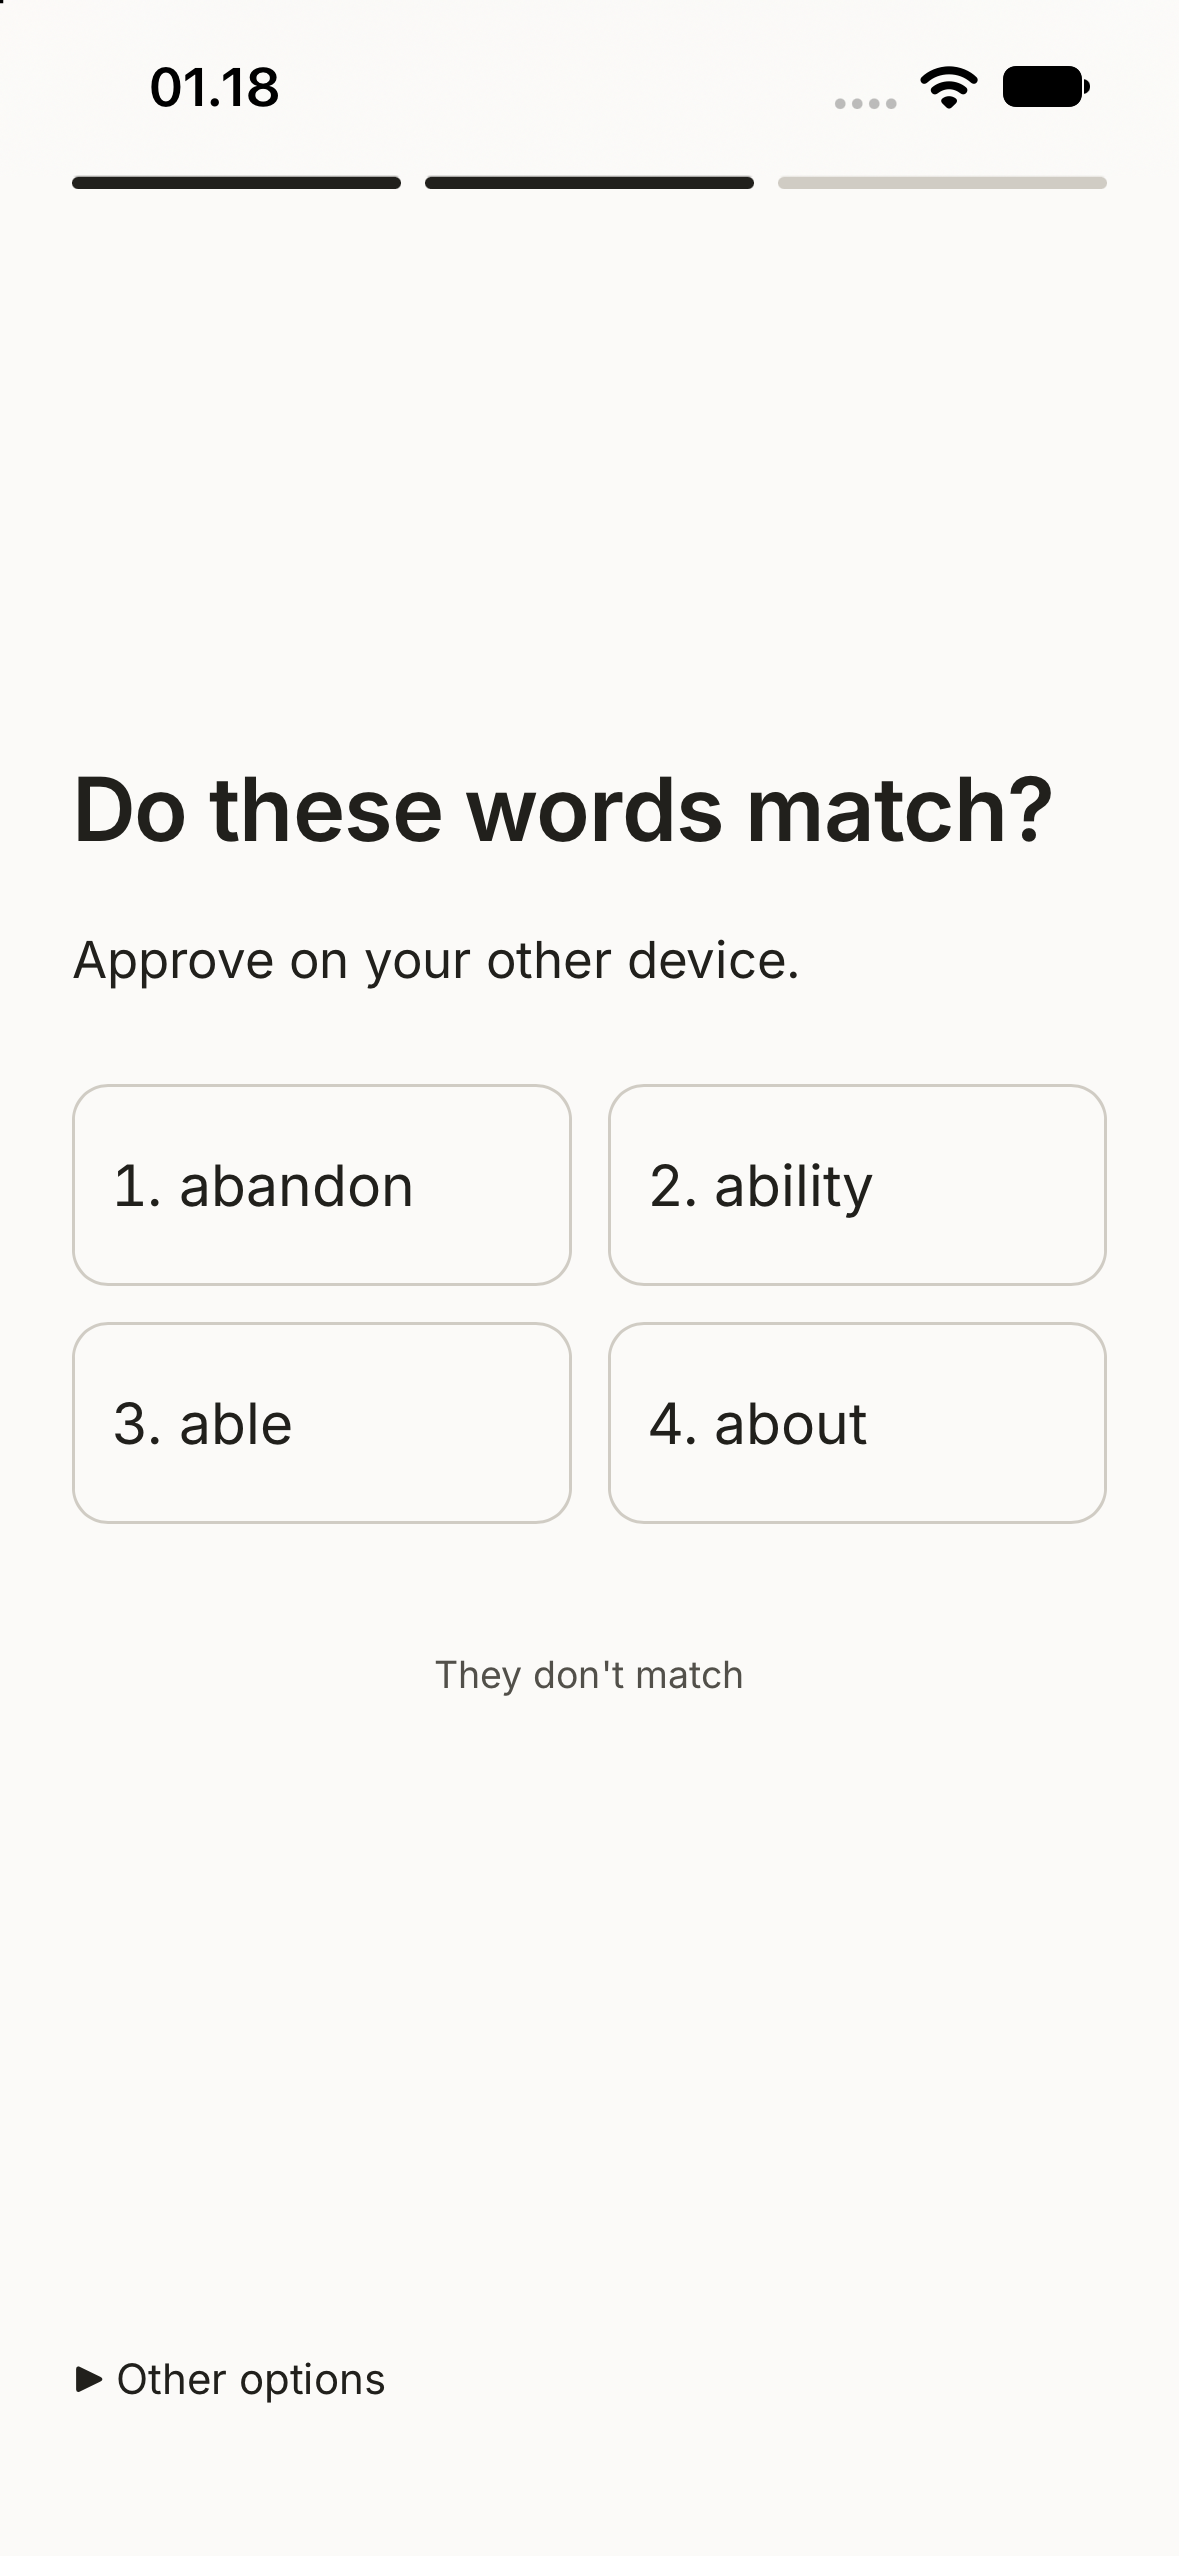 01.18
Do these words match?
Approve on your other device.
1. abandon
2. ability
3. able
4. about
They don't match
Other options